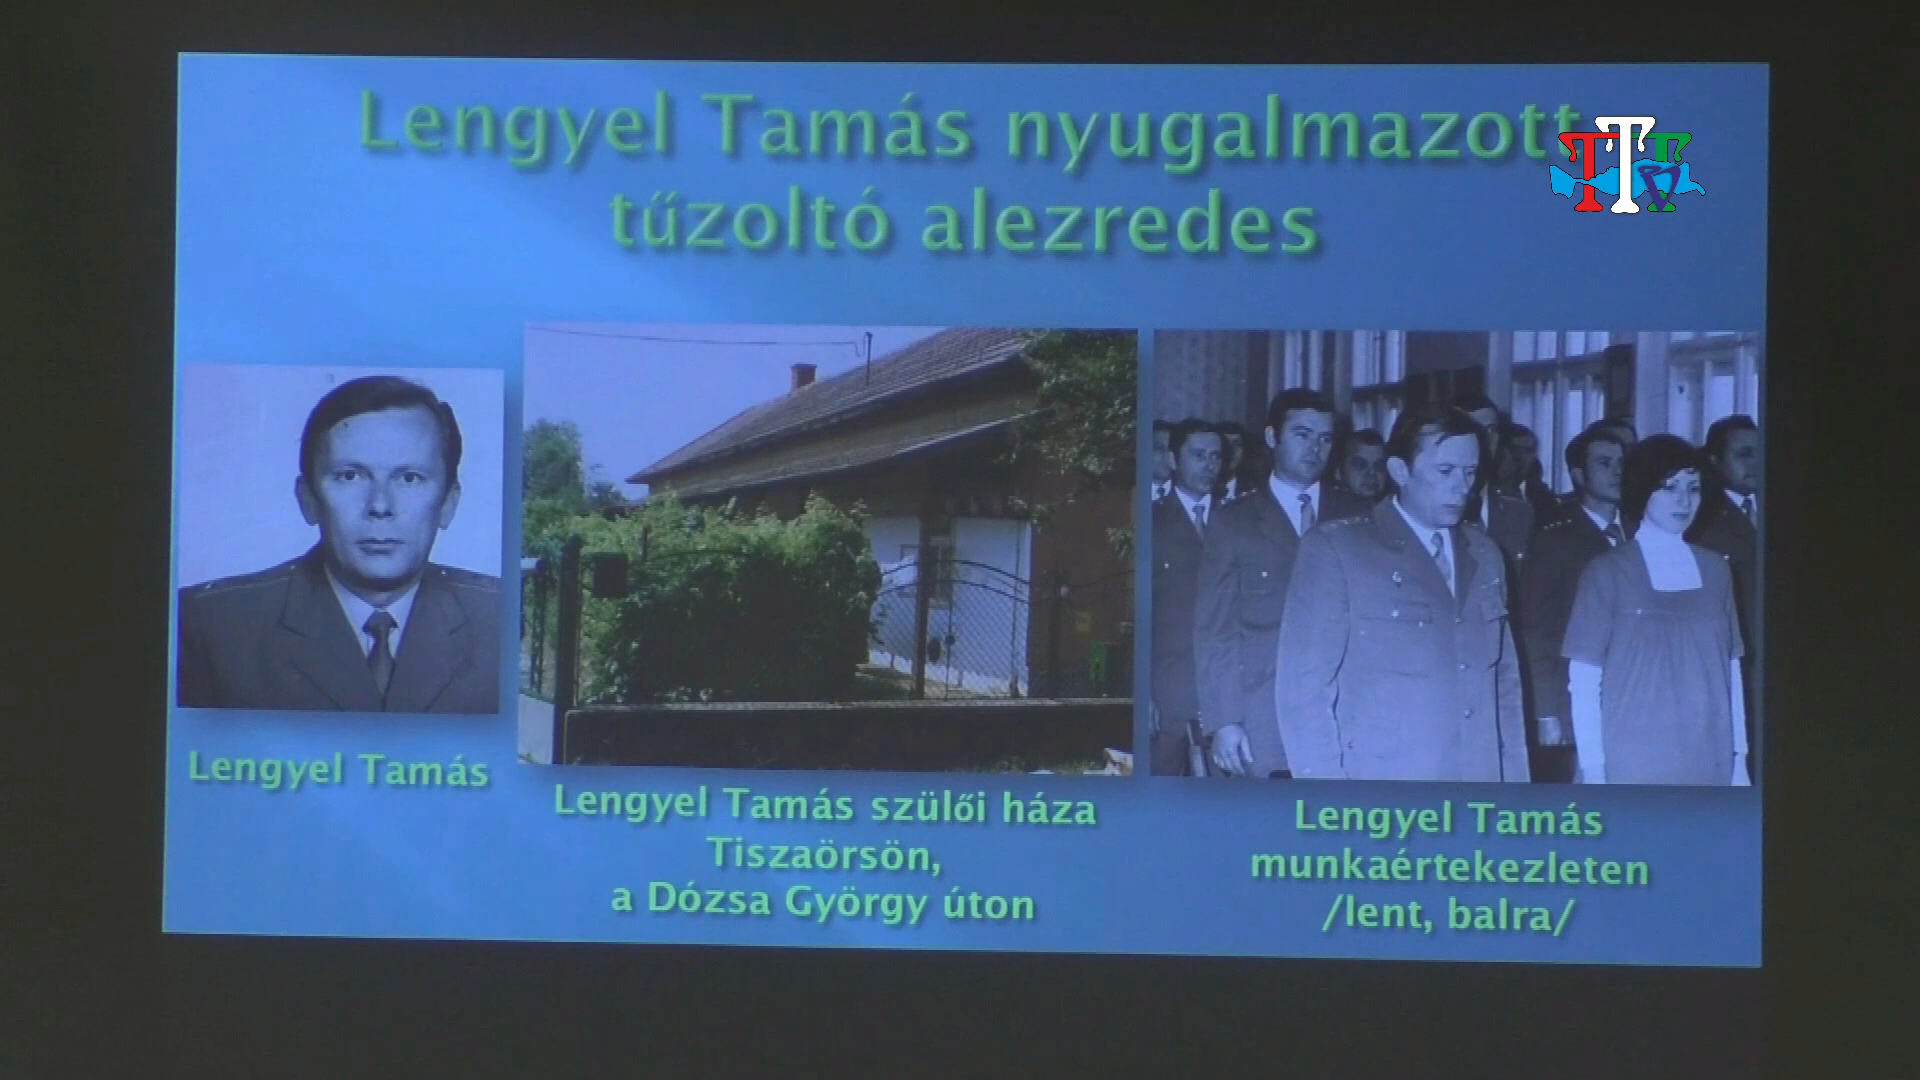 Lengyel Tamás nyugalmazott
tűzoltó alezredes
TTT
Lengyel Tamás
Lengyel Tamás szülői háza
Tiszaörsön,
a Dózsa György úton
Lengyel Tamás
munkaértekezleten
/lent, balra/